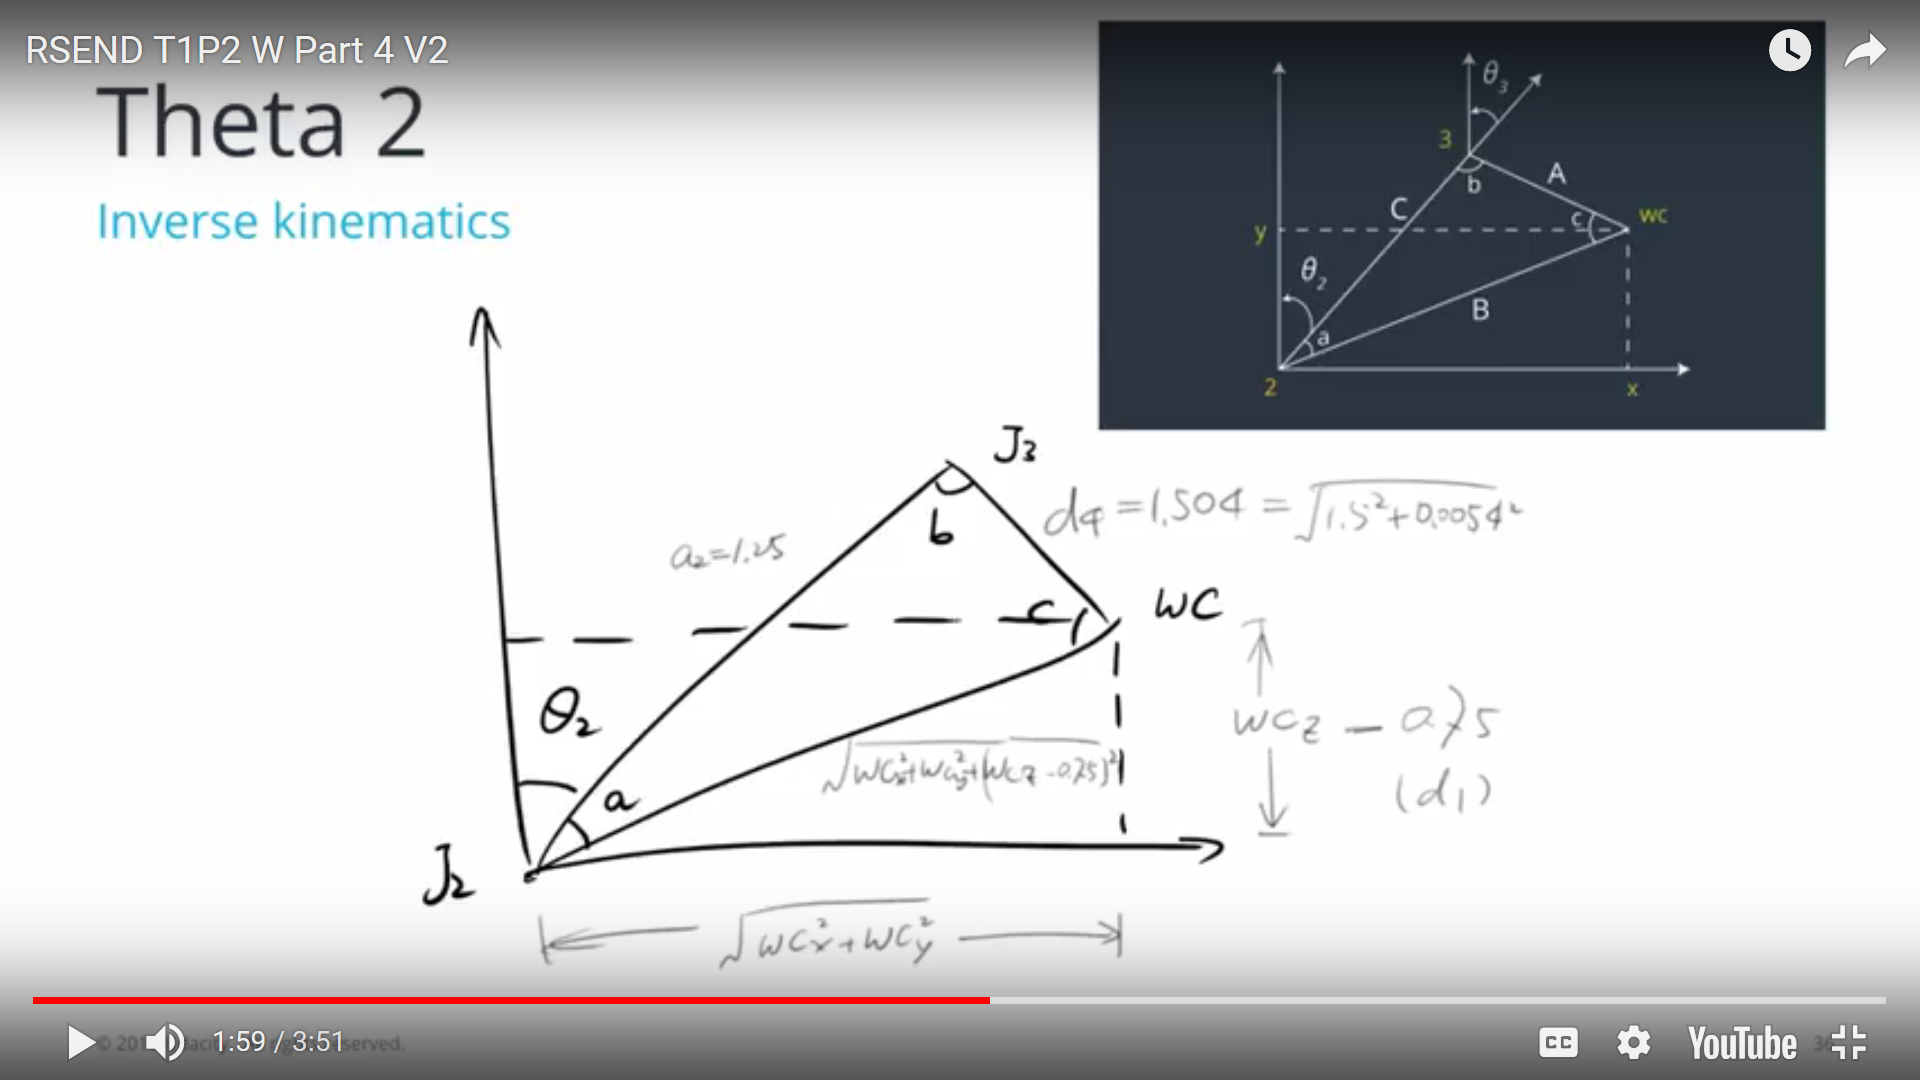 RSEND T1P2 W Part 4 V2
Theta 2
Inverse kinematics
θ3
3
b
A
C
c
wc
y
θ2
B
a
2
x
J3
d4 = 1.504 = √1.5²+0.0054²
b
a2=1.25
c
WC
θ2
WCz - 0.75
√WCx²+WCy²+(WCz-0.75)²
a
(d1)
J2
√WCx²+WCy²
1:59 / 3:51
CC
YouTube